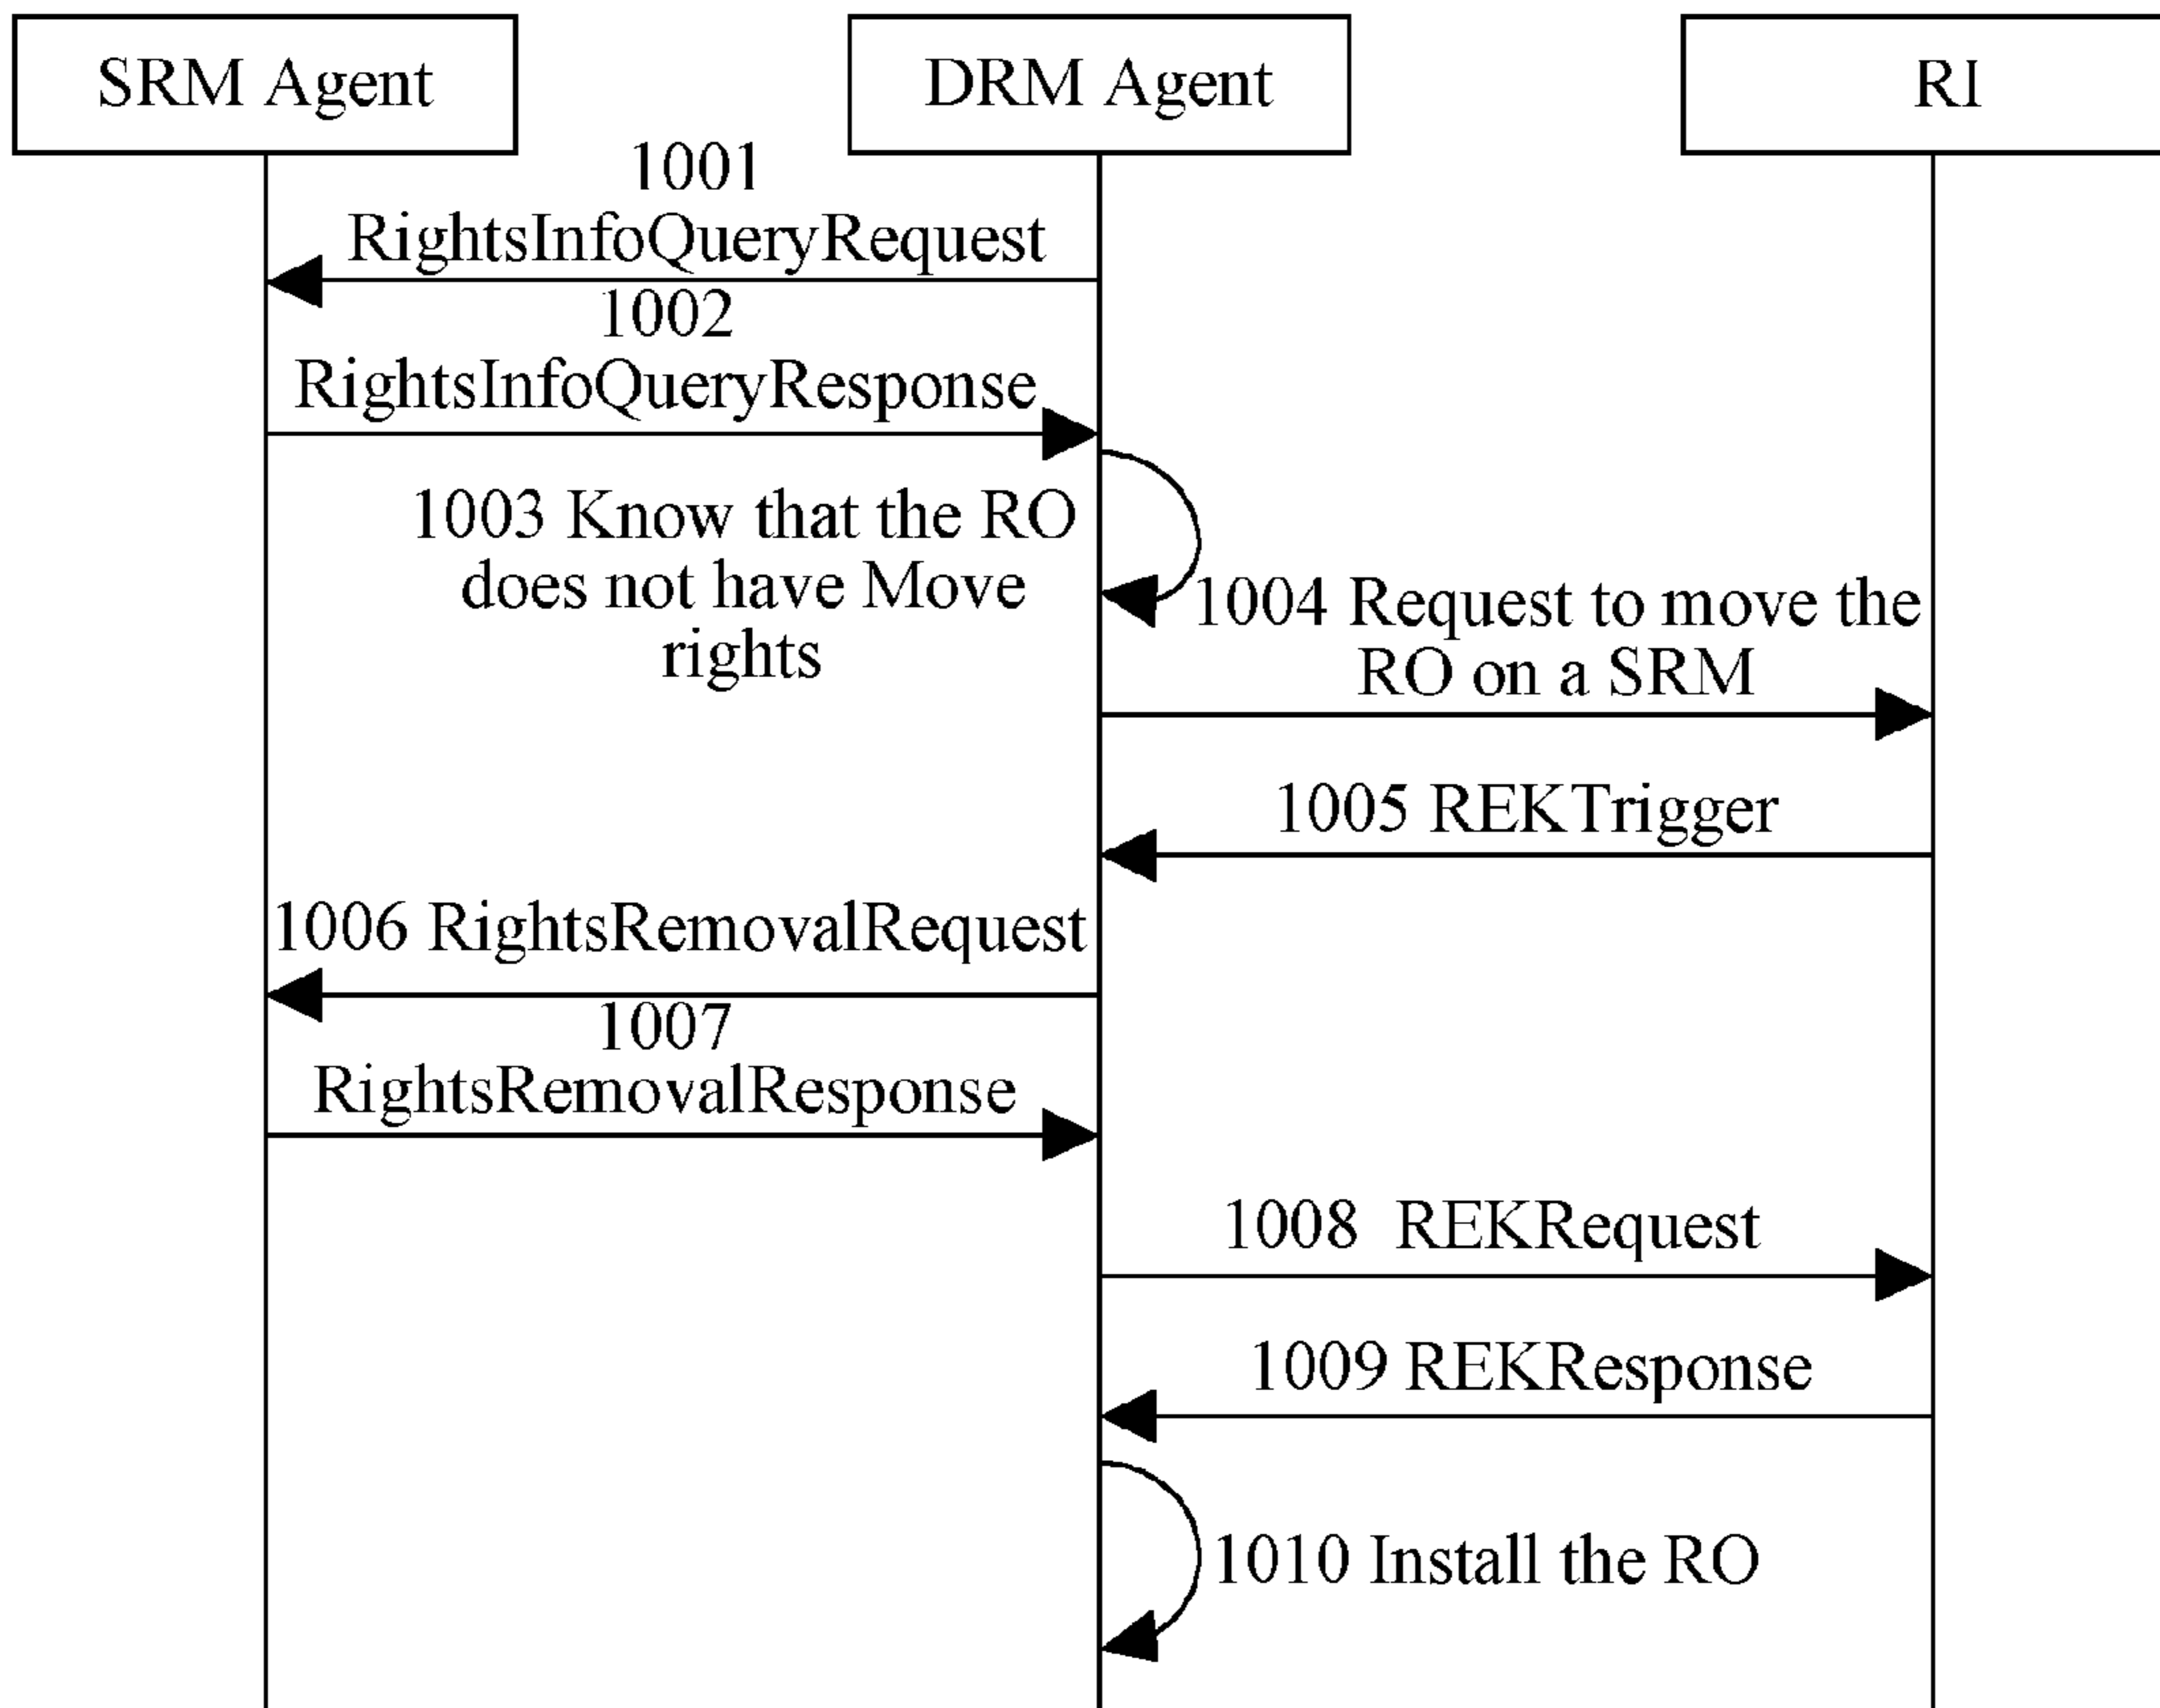 SRM Agent
DRM Agent
RI
1001
RightsInfoQueryRequest
1002
RightsInfoQueryResponse
1003 Know that the RO
does not have Move
rights
1004 Request to move the
RO on a SRM
1005 REKTrigger
1006 RightsRemovalRequest
1007
RightsRemovalResponse
1008 REKRequest
1009 REKResponse
1010 Install the RO